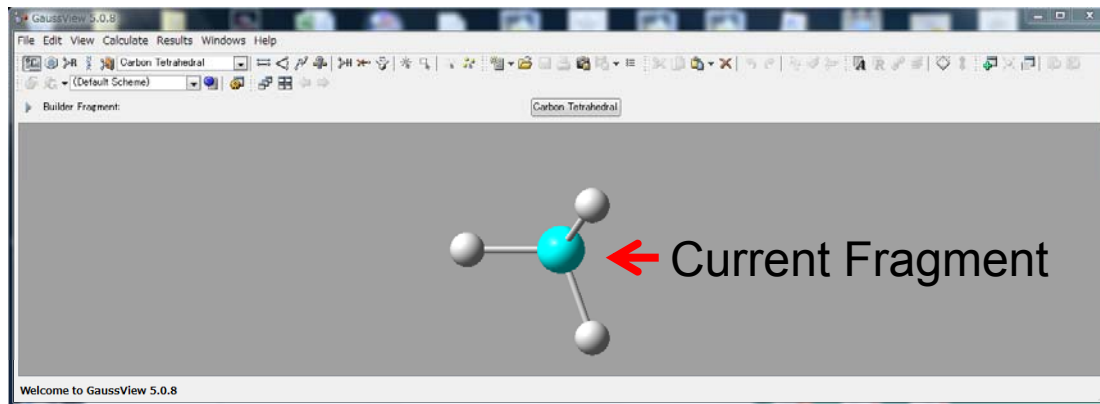 GaussView 5.0.8
File Edit View Calculate Results Windows Help
Carbon Tetrahedral
(Default Scheme)
Builder Fragment:
Carbon Tetrahedral
Current Fragment
Welcome to GaussView 5.0.8